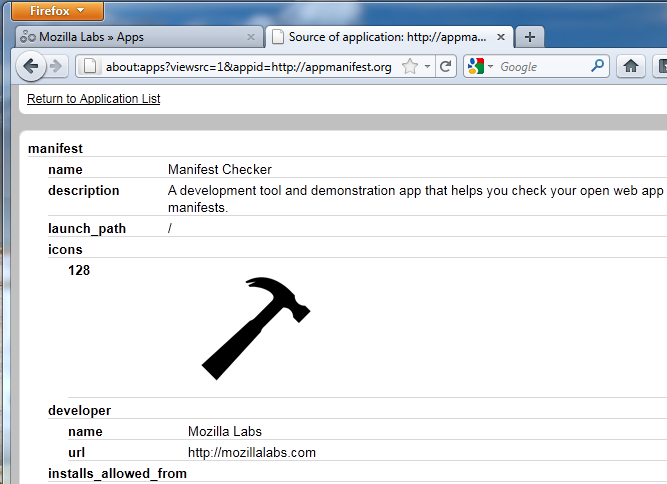 Firefox
Mozilla Labs » Apps
Source of application: http://appma...
about:apps?viewsrc=1&appid=http://appmanifest.org
Google
Return to Application List
manifest
name Manifest Checker
description A development tool and demonstration app that helps you check your open web app
manifests.
launch_path /
icons
128
developer
name Mozilla Labs
url http://mozillalabs.com
installs_allowed_from